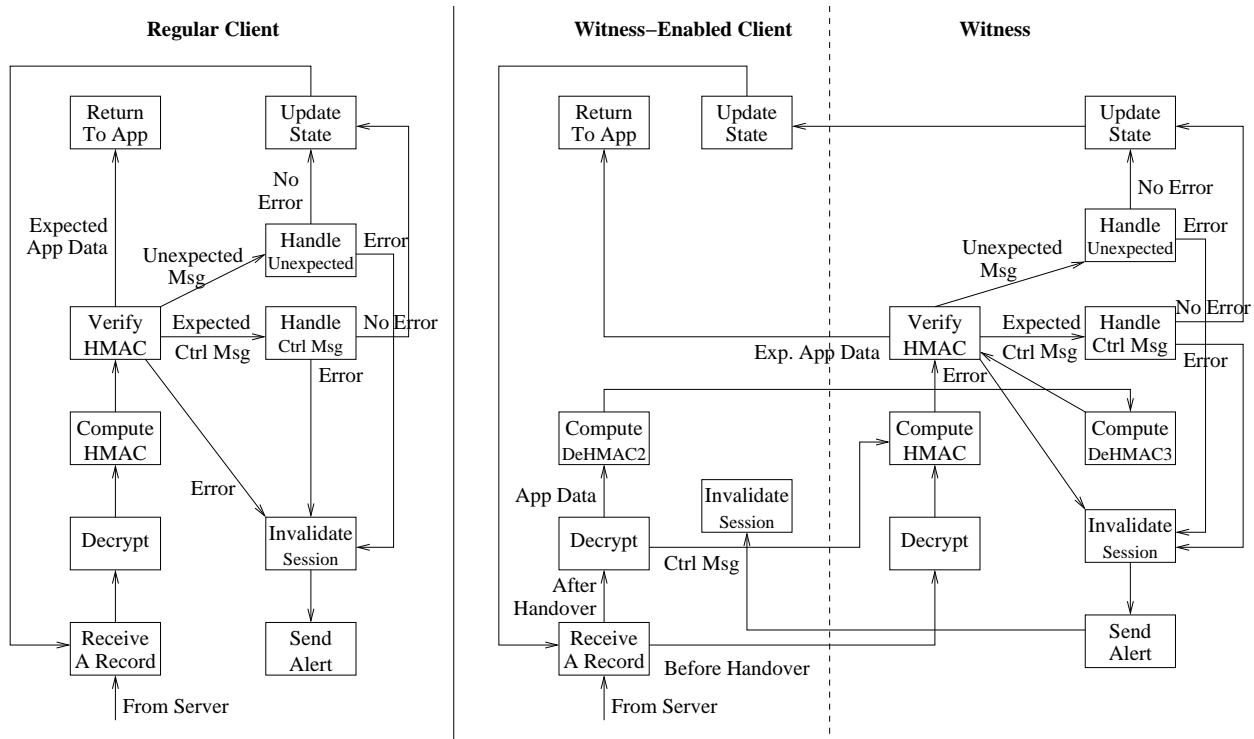 Regular Client
Witness−Enabled Client
Witness
Return
To App
Update
State
No
Error
Expected
App Data
Handle
Unexpected
Error
Unexpected
Msg
Verify
HMAC
Expected
Ctrl Msg
Handle
Ctrl Msg
No Error
Error
Compute
HMAC
Error
Decrypt
Invalidate
Session
Receive
A Record
Send
Alert
From Server
Return
To App
Update
State
Exp. App Data
Compute
DeHMAC2
App Data
Invalidate
Session
Decrypt
Ctrl Msg
After
Handover
Receive
A Record
Before Handover
From Server
Update
State
No Error
Handle
Unexpected
Error
Unexpected
Msg
Verify
HMAC
Expected
Ctrl Msg
Handle
Ctrl Msg
No Error
Error
Error
Compute
HMAC
Compute
DeHMAC3
Decrypt
Invalidate
Session
Send
Alert